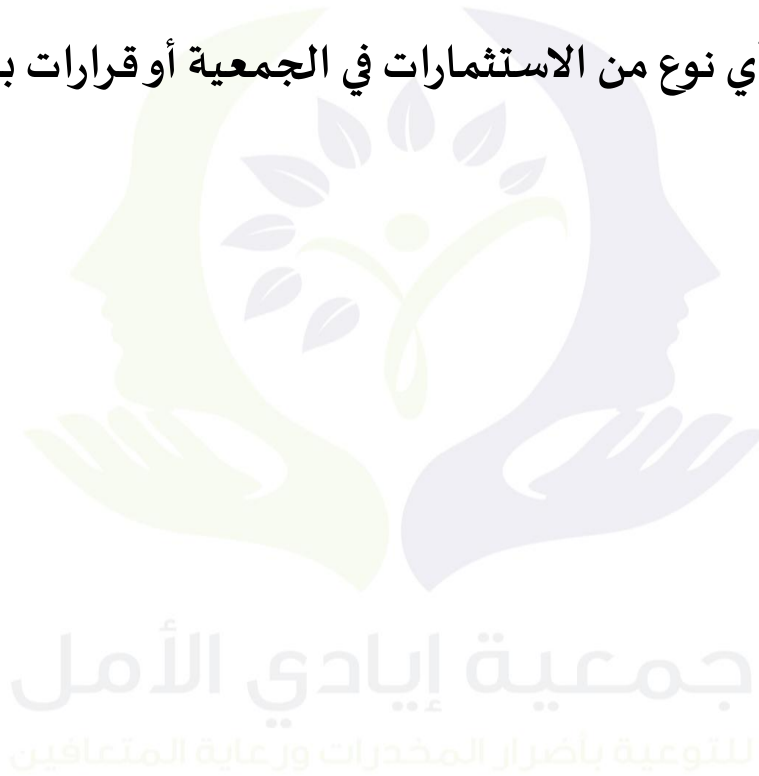 ي نوع من الاستثمارات في الجمعية أو قرارات ب
جمعية إيادي الأمل
للتوعية بأضرار المخدرات ورعاية المتعافين